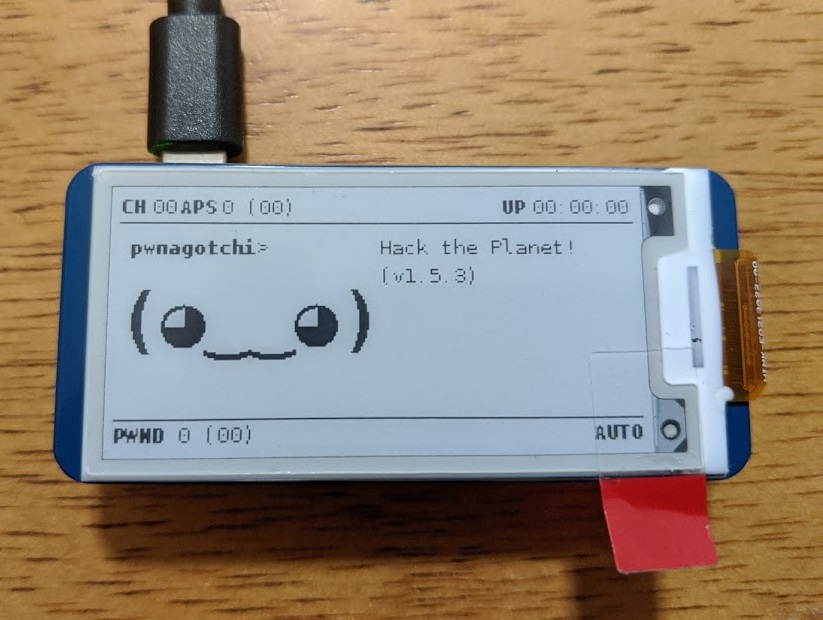 CH 00 APS 0 (00) UP 00:00:00
pwnagotchi> Hack the Planet!
(v1.5.3)
PWND 0 (00) AUTO